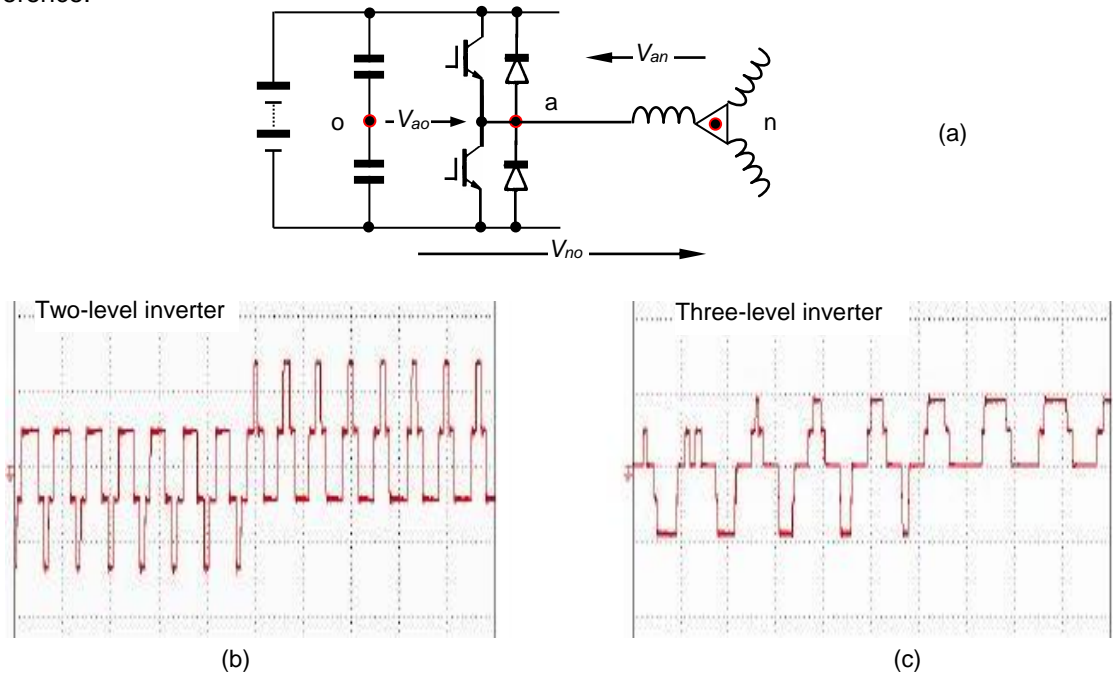 V_an
a
o
V_ao
n
(a)
V_no
Two-level inverter
Three-level inverter
(b)
(c)